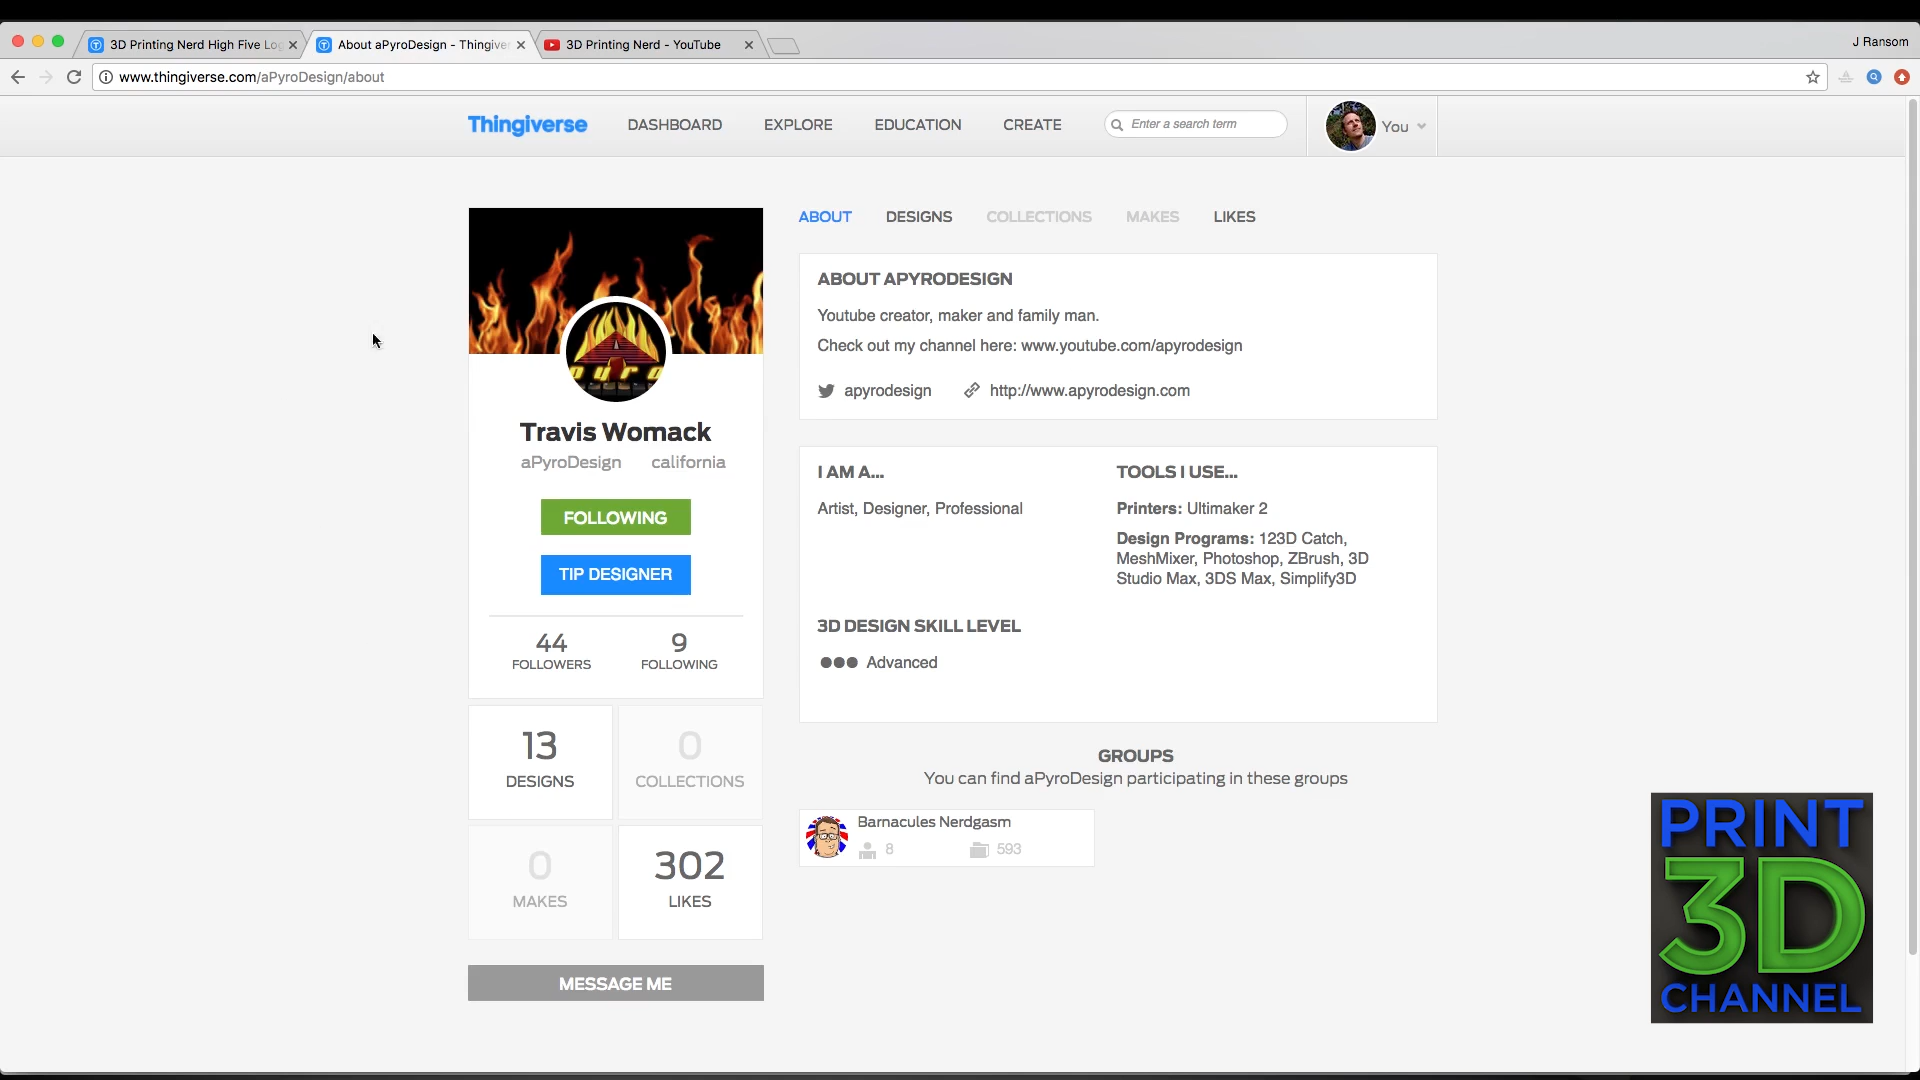 3D Printing Nerd High Five Lo
About aPyroDesign - Thingiver
3D Printing Nerd - YouTube
J Ransom
www.thingiverse.com/aPyroDesign/about
Thingiverse
DASHBOARD
EXPLORE
EDUCATION
CREATE
Enter a search term
You
ABOUT
DESIGNS
COLLECTIONS
MAKES
LIKES
pyro
Travis Womack
aPyroDesign california
FOLLOWING
TIP DESIGNER
44
FOLLOWERS
9
FOLLOWING
13
DESIGNS
0
COLLECTIONS
0
MAKES
302
LIKES
MESSAGE ME
ABOUT APYRODESIGN
Youtube creator, maker and family man.
Check out my channel here: www.youtube.com/apyrodesign
apyrodesign
http://www.apyrodesign.com
I AM A...
Artist, Designer, Professional
TOOLS I USE...
Printers: Ultimaker 2
Design Programs: 123D Catch,
MeshMixer, Photoshop, ZBrush, 3D
Studio Max, 3DS Max, Simplify3D
3D DESIGN SKILL LEVEL
Advanced
GROUPS
You can find aPyroDesign participating in these groups
Barnacules Nerdgasm
8
593
PRINT
3D
CHANNEL